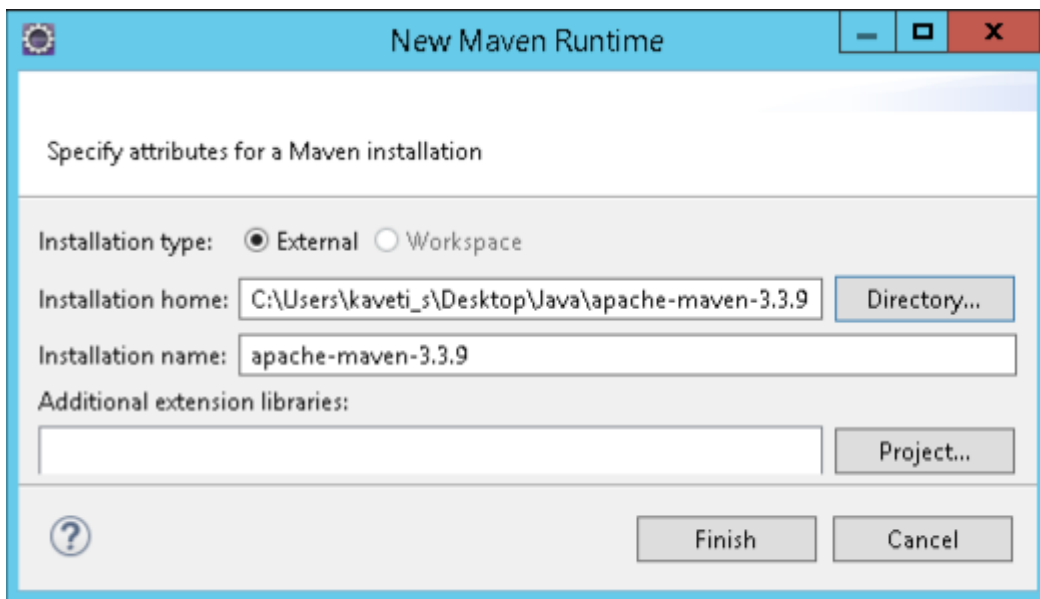 New Maven Runtime
Specify attributes for a Maven installation
Installation type: External Workspace
Installation home: C:\Users\kaveti_s\Desktop\Java\apache-maven-3.3.9 Directory...
Installation name: apache-maven-3.3.9
Additional extension libraries:
Project...
? Finish Cancel